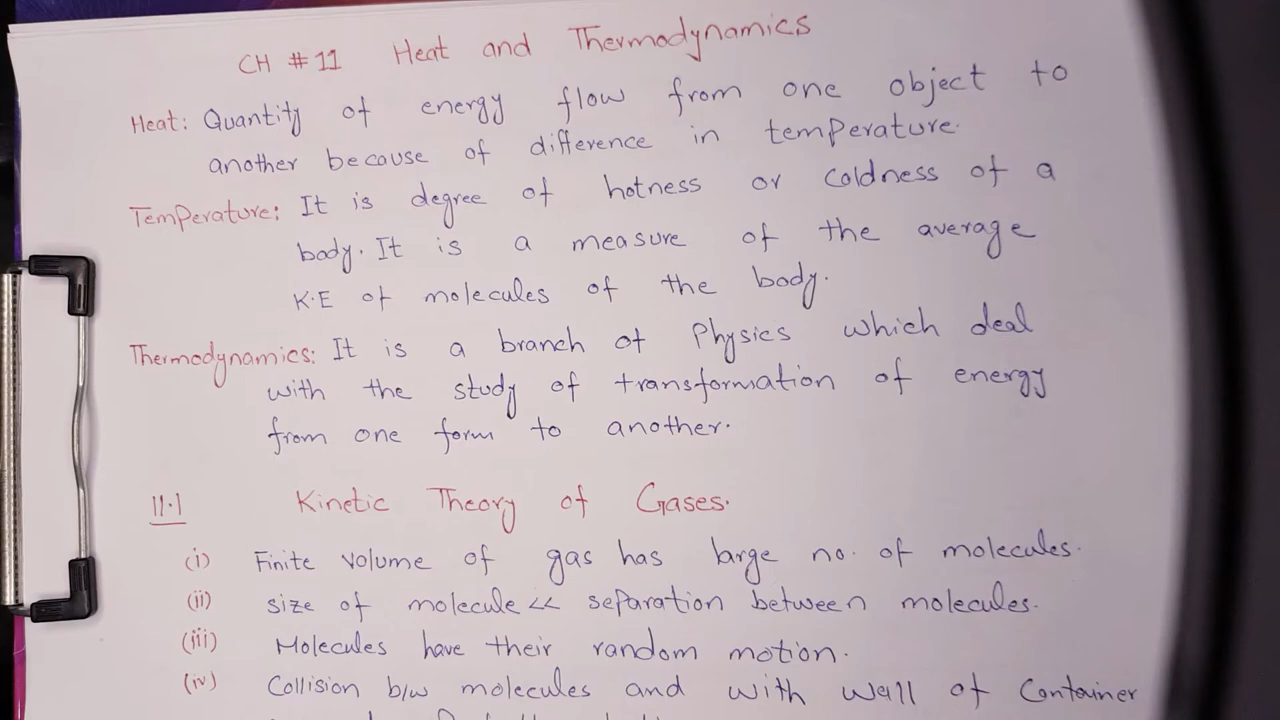 CH # 11 Heat and Thermodynamics
Heat: Quantity of energy flow from one object to
another because of difference in temperature.
Temperature: It is degree of hotness or coldness of a
body. It is a measure of the average
K.E of molecules of the body.
Thermodynamics: It is a branch of Physics which deal
with the study of transformation of energy
from one form to another.
11.1 Kinetic Theory of Gases.
(i) Finite volume of gas has large no. of molecules.
(ii) size of molecule << separation between molecules.
(iii) Molecules have their random motion.
(iv) Collision b/w molecules and with wall of Container